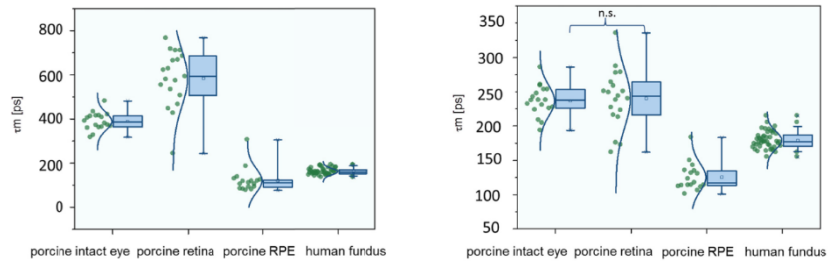 800
600
400
200
0
τm [ps]
porcine intact eye porcine retina porcine RPE human fundus
n.s.
350
300
250
200
150
100
50
τm [ps]
porcine intact eye porcine retina porcine RPE human fundus